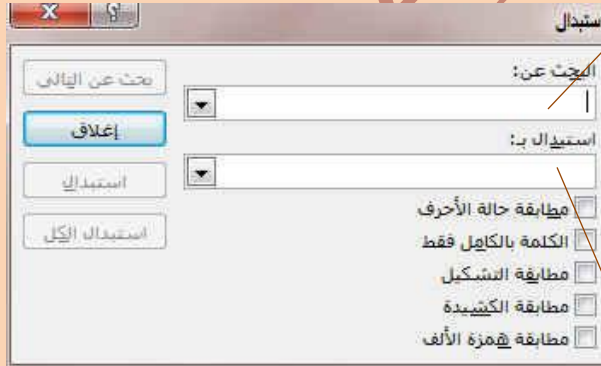 ستبدال
البحث عن:
بحث عن التالي
إغلاق
استبدال بـ:
استبدال
مطابقة حالة الأحرف
استبدال الكل
الكلمة بالكامل فقط
مطابقة التشكيل
مطابقة الكشيدة
مطابقة همزة الألف